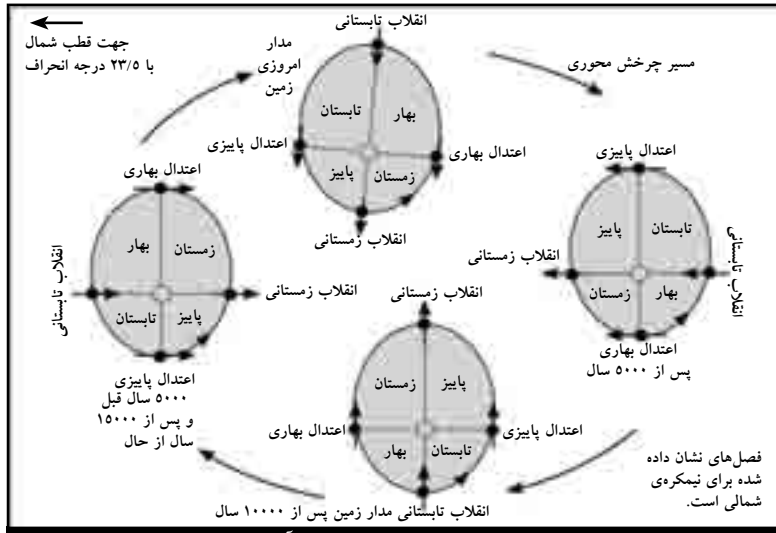 جهت قطب شمال
با ۲۳/۵ درجه انحراف
مدار
امروزی
زمین
مسیر چرخش محوری
انقلاب تابستانی
تابستان
بهار
اعتدال پاییزی
اعتدال بهاری
پاییز
زمستان
انقلاب زمستانی
اعتدال پاییزی
پاییز
تابستان
انقلاب زمستانی
انقلاب تابستانی
زمستان
بهار
اعتدال بهاری
پس از ۵۰۰۰ سال
اعتدال بهاری
بهار
زمستان
انقلاب تابستانی
انقلاب زمستانی
تابستان
پاییز
اعتدال پاییزی
۵۰۰۰ سال قبل
و پس از ۱۵۰۰۰
سال از حال
انقلاب زمستانی
زمستان
پاییز
اعتدال بهاری
اعتدال پاییزی
بهار
تابستان
انقلاب تابستانی مدار زمین پس از ۱۰۰۰۰ سال
فصل‌های نشان داده
شده برای نیمکره‌ی
شمالی است.